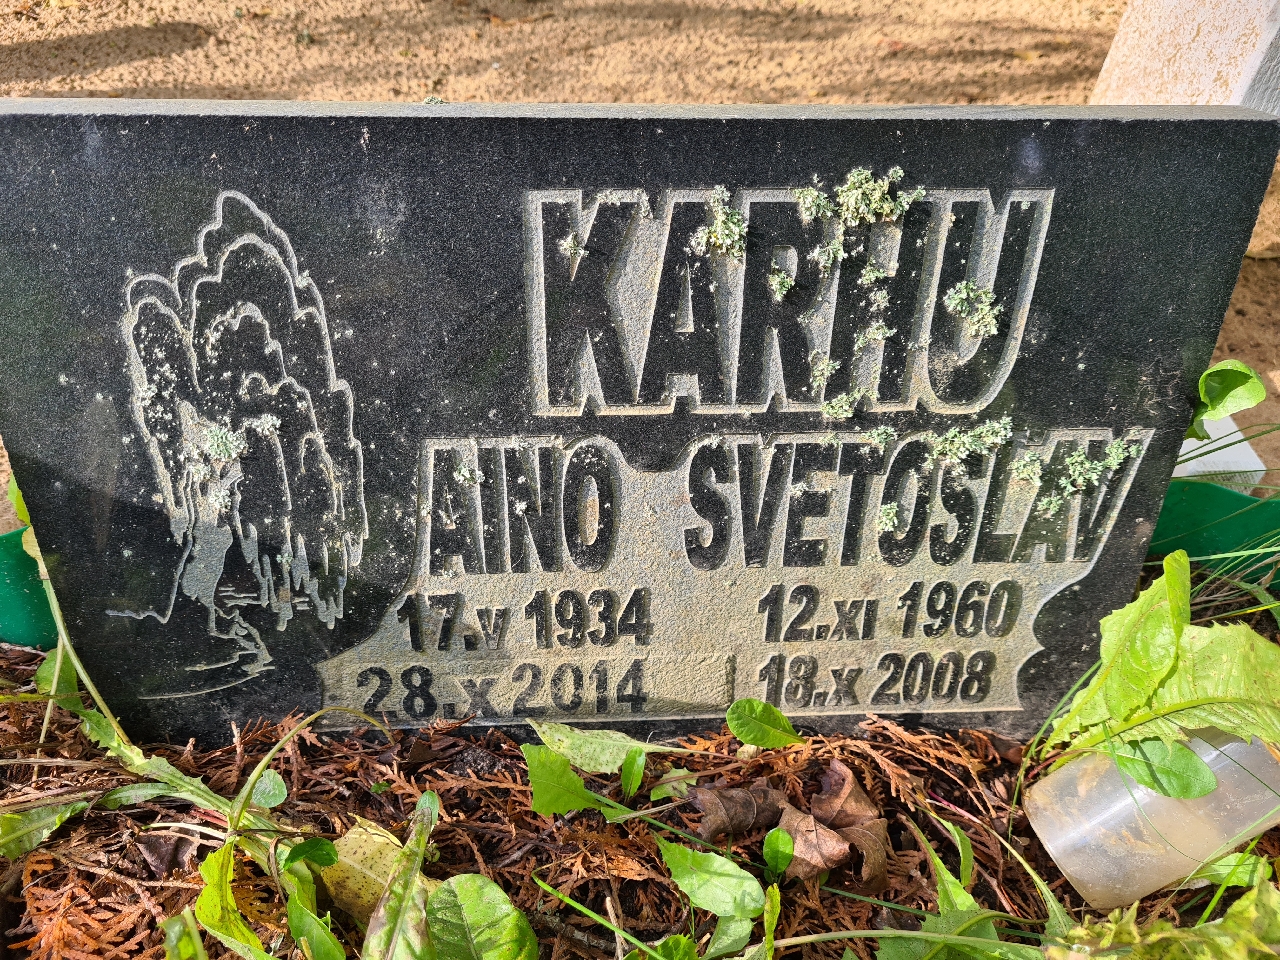 KARHU
AINO SVETOSLAV
17.V 1934 12.XI 1960
28.X 2014 18.X 2008